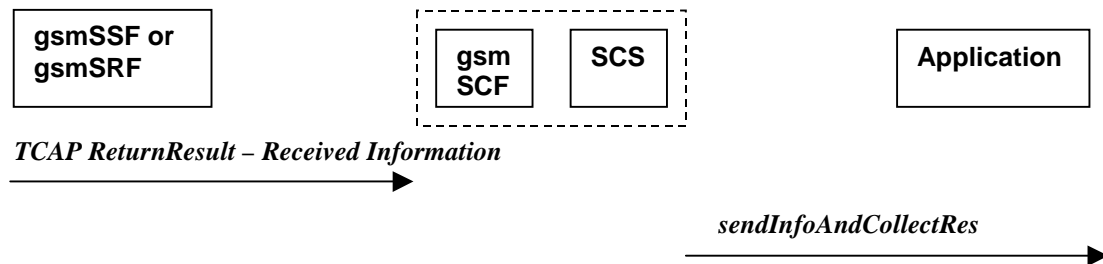 gsmSSF or
gsmSRF
gsm
SCF
SCS
Application
TCAP ReturnResult – Received Information
sendInfoAndCollectRes